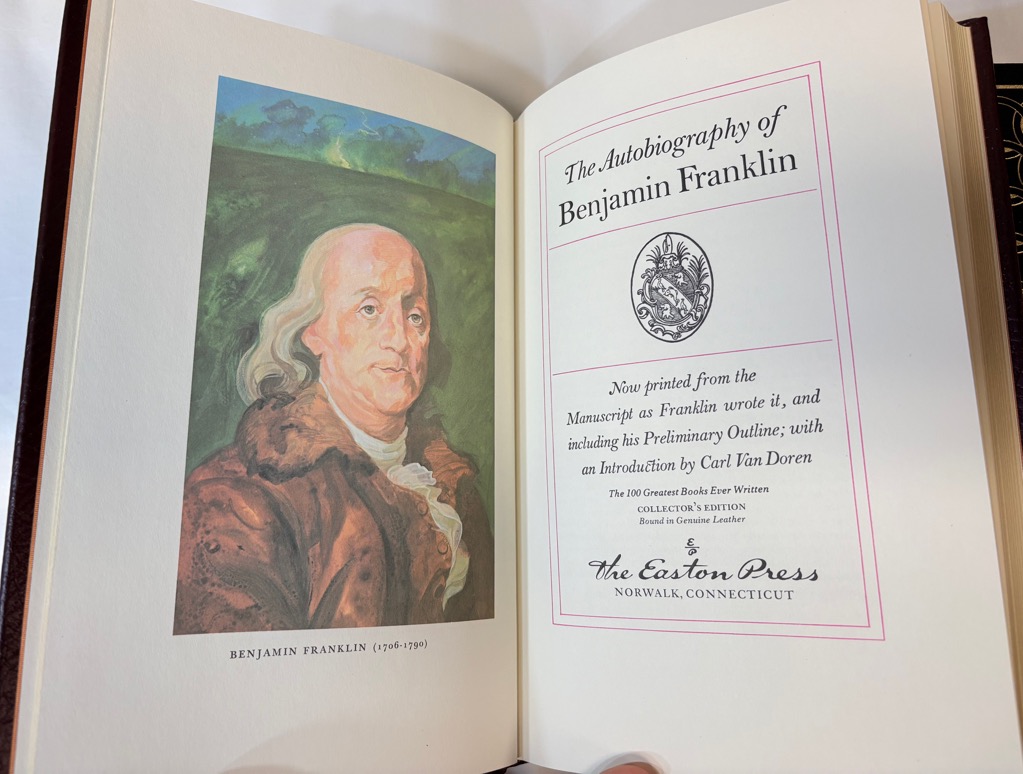 BENJAMIN FRANKLIN (1706-1790)
The Autobiography of
Benjamin Franklin
Now printed from the
Manuscript as Franklin wrote it, and
including his Preliminary Outline; with
an Introduction by Carl Van Doren
The 100 Greatest Books Ever Written
COLLECTOR'S EDITION
Bound in Genuine Leather
E
P
The Easton Press
NORWALK, CONNECTICUT